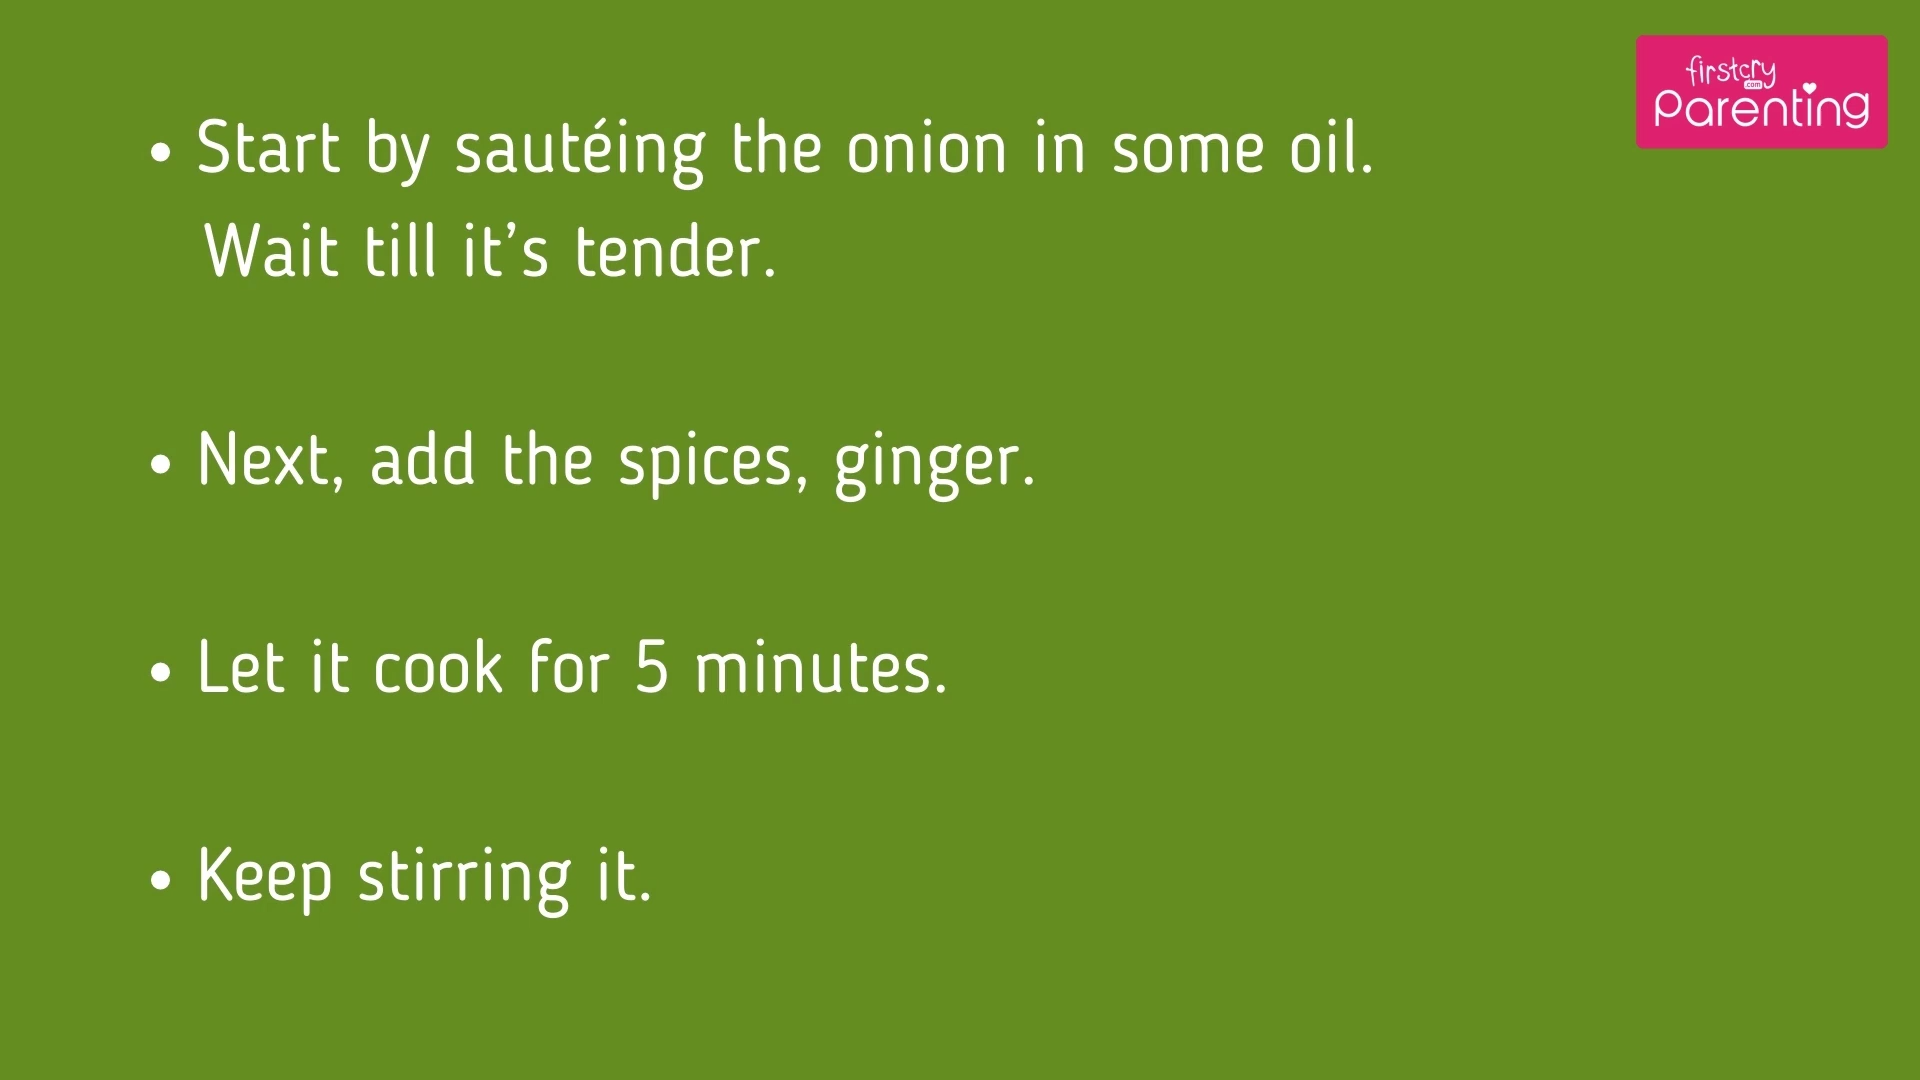 firstcry
.com
Parenting
• Start by sautéing the onion in some oil.
Wait till it’s tender.
• Next, add the spices, ginger.
• Let it cook for 5 minutes.
• Keep stirring it.